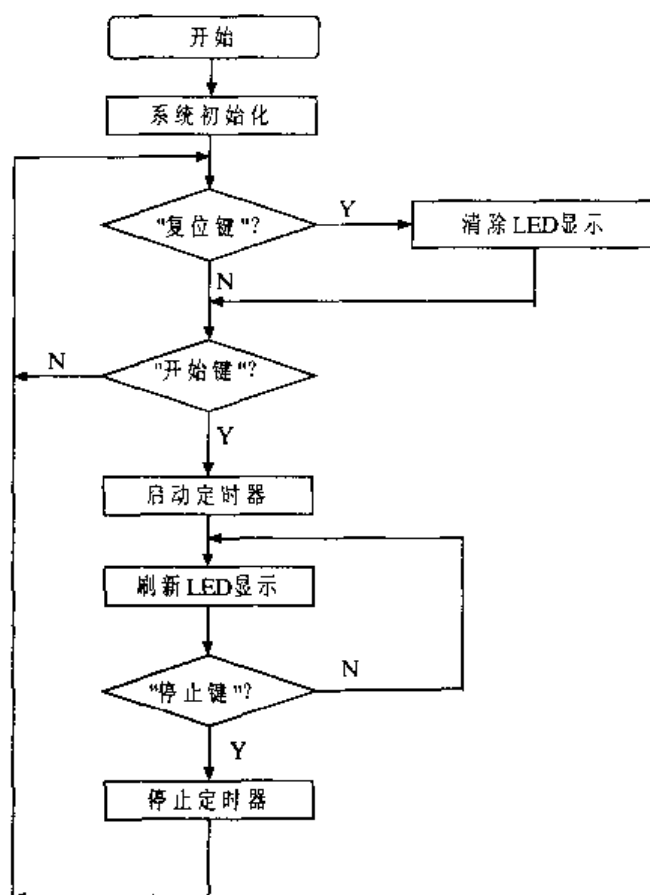 开始
系统初始化
"复位键"?
Y
清除LED显示
N
"开始键"?
N
Y
启动定时器
刷新LED显示
"停止键"?
N
Y
停止定时器